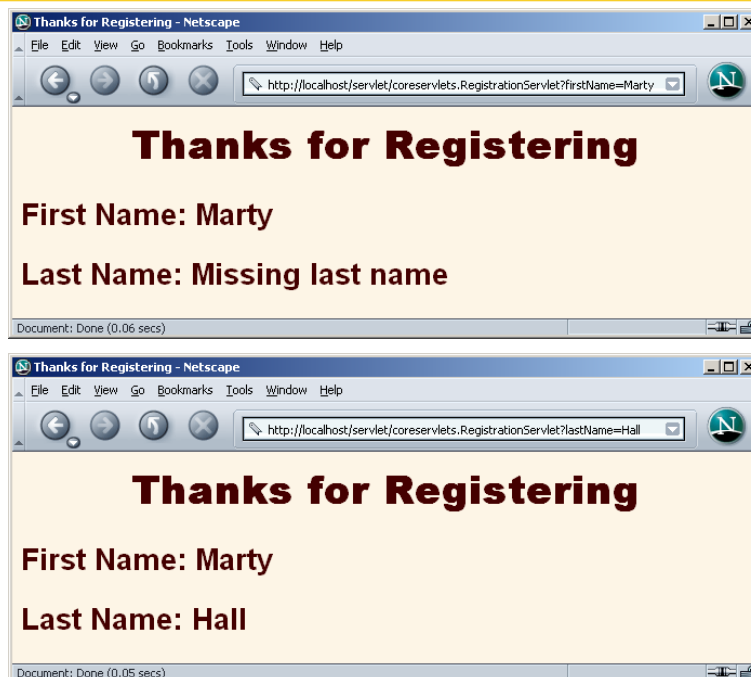 Thanks for Registering - Netscape
File Edit View Go Bookmarks Tools Window Help
http://localhost/servlet/coreservlets.RegistrationServlet?firstName=Marty
N
Thanks for Registering
First Name: Marty
Last Name: Missing last name
Document: Done (0.06 secs)
Thanks for Registering - Netscape
File Edit View Go Bookmarks Tools Window Help
http://localhost/servlet/coreservlets.RegistrationServlet?lastName=Hall
N
Thanks for Registering
First Name: Marty
Last Name: Hall
Document: Done (0.05 secs)